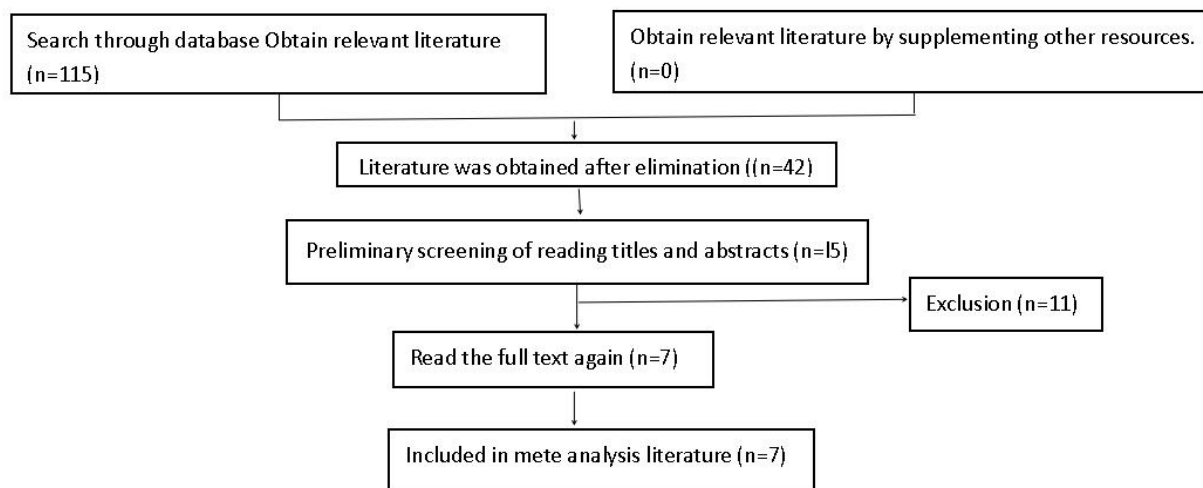 Search through database Obtain relevant literature
(n=115)
Obtain relevant literature by supplementing other resources.
(n=0)
Literature was obtained after elimination ((n=42)
Preliminary screening of reading titles and abstracts (n=l5)
Exclusion (n=11)
Read the full text again (n=7)
Included in mete analysis literature (n=7)